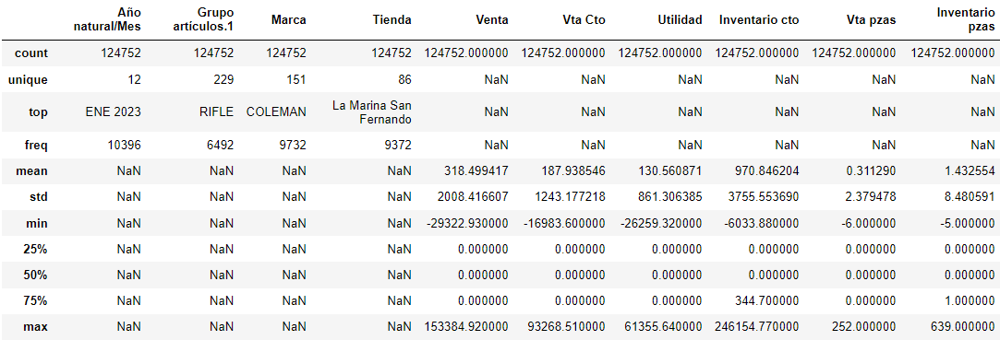 Año natural/Mes Grupo artículos.1 Marca Tienda Venta Vta Cto Utilidad Inventario cto Vta pzas Inventario pzas
count 124752 124752 124752 124752 124752.000000 124752.000000 124752.000000 124752.000000 124752.000000 124752.000000
unique 12 229 151 86 NaN NaN NaN NaN NaN NaN
top ENE 2023 RIFLE COLEMAN La Marina San Fernando NaN NaN NaN NaN NaN NaN
freq 10396 6492 9732 9372 NaN NaN NaN NaN NaN NaN
mean NaN NaN NaN NaN 318.499417 187.938546 130.560871 970.846204 0.311290 1.432554
std NaN NaN NaN NaN 2008.416607 1243.177218 861.306385 3755.553690 2.379478 8.480591
min NaN NaN NaN NaN -29322.930000 -16983.600000 -26259.320000 -6033.880000 -6.000000 -5.000000
25% NaN NaN NaN NaN 0.000000 0.000000 0.000000 0.000000 0.000000 0.000000
50% NaN NaN NaN NaN 0.000000 0.000000 0.000000 0.000000 0.000000 0.000000
75% NaN NaN NaN NaN 0.000000 0.000000 0.000000 344.700000 0.000000 1.000000
max NaN NaN NaN NaN 153384.920000 93268.510000 61355.640000 246154.770000 252.000000 639.000000